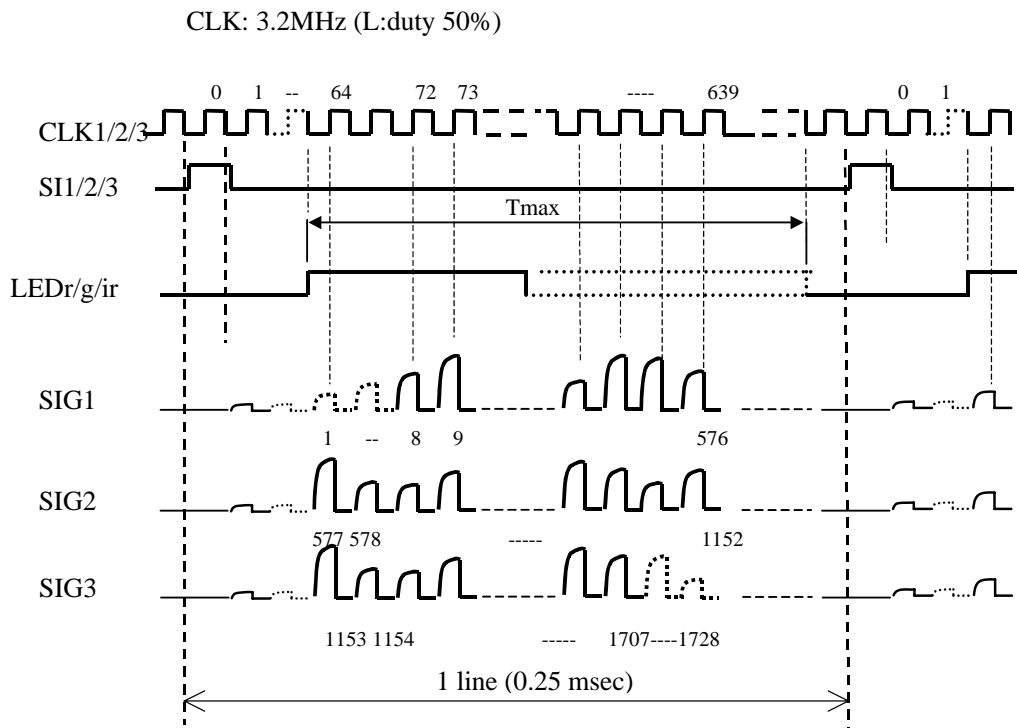 CLK: 3.2MHz (L:duty 50%)
0 1 -- 64 72 73 ---- 639 0 1
CLK1/2/3
SI1/2/3
Tmax
LEDr/g/ir
SIG1
1 -- 8 9 576
SIG2
577 578 ----- 1152
SIG3
1153 1154 ----- 1707----1728
1 line (0.25 msec)